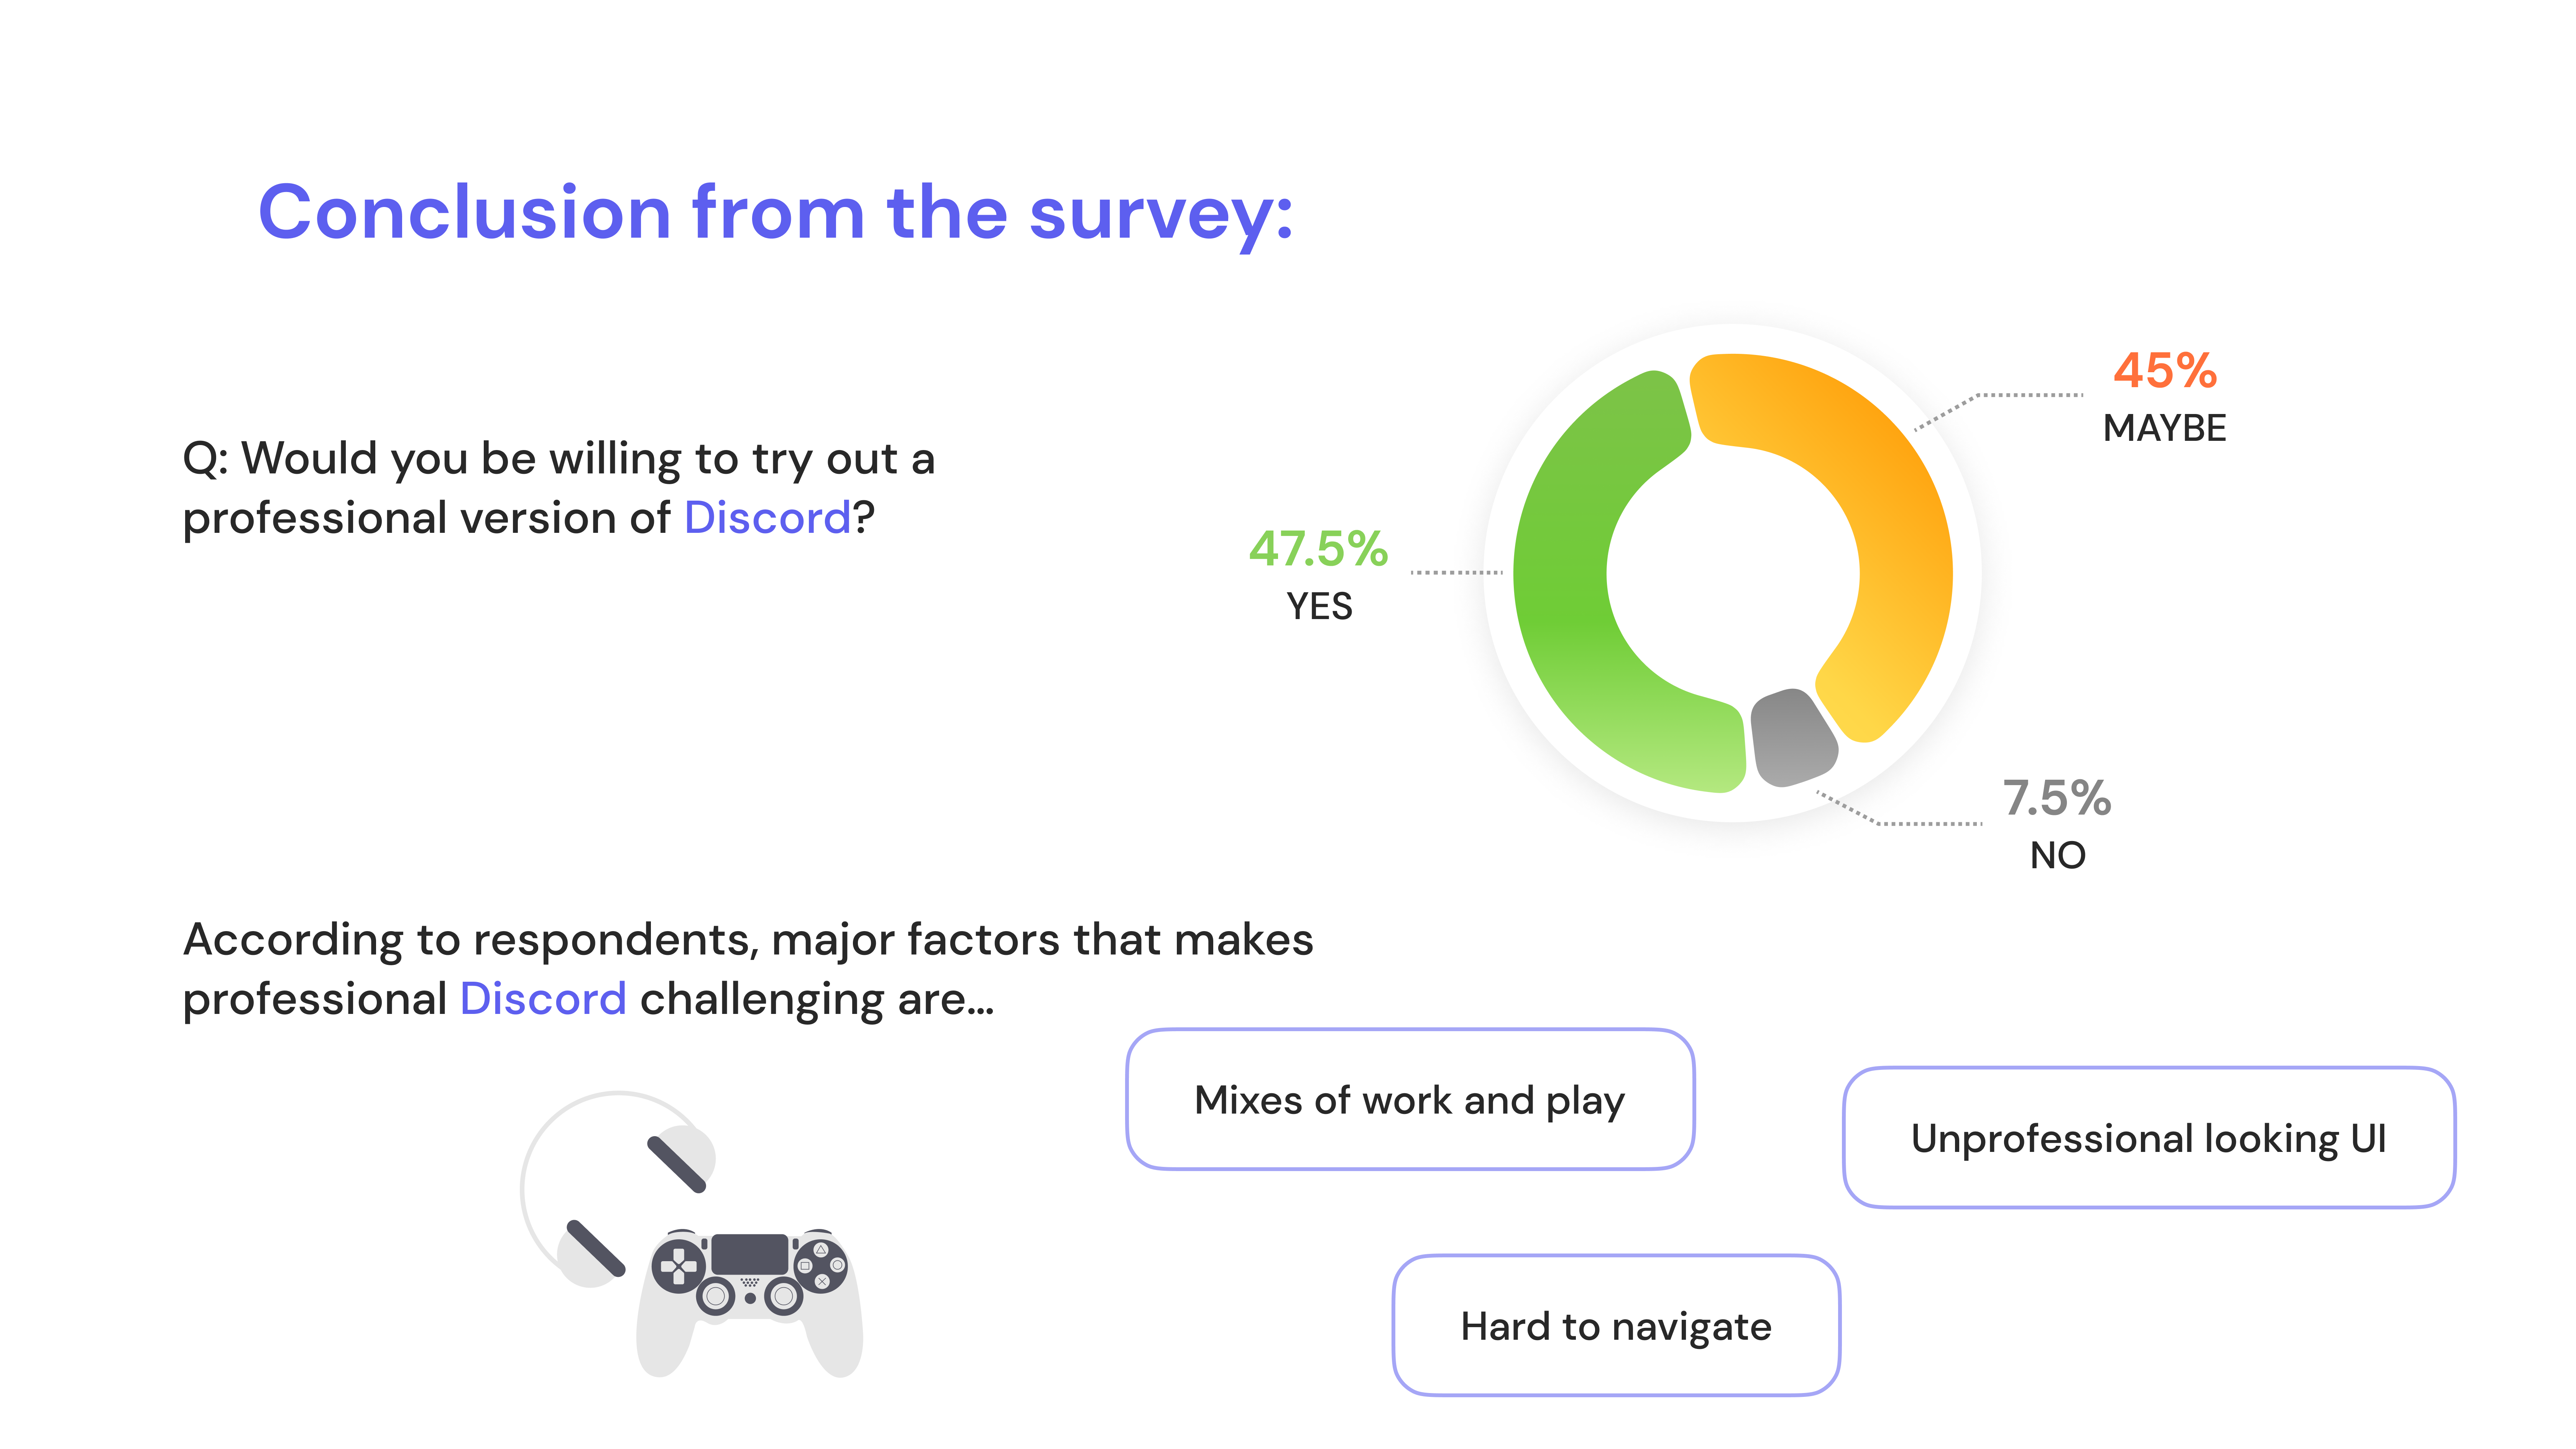 Conclusion from the survey:
Q: Would you be willing to try out a
professional version of Discord?
47.5%
YES
45%
MAYBE
7.5%
NO
According to respondents, major factors that makes
professional Discord challenging are...
Mixes of work and play
Unprofessional looking UI
Hard to navigate